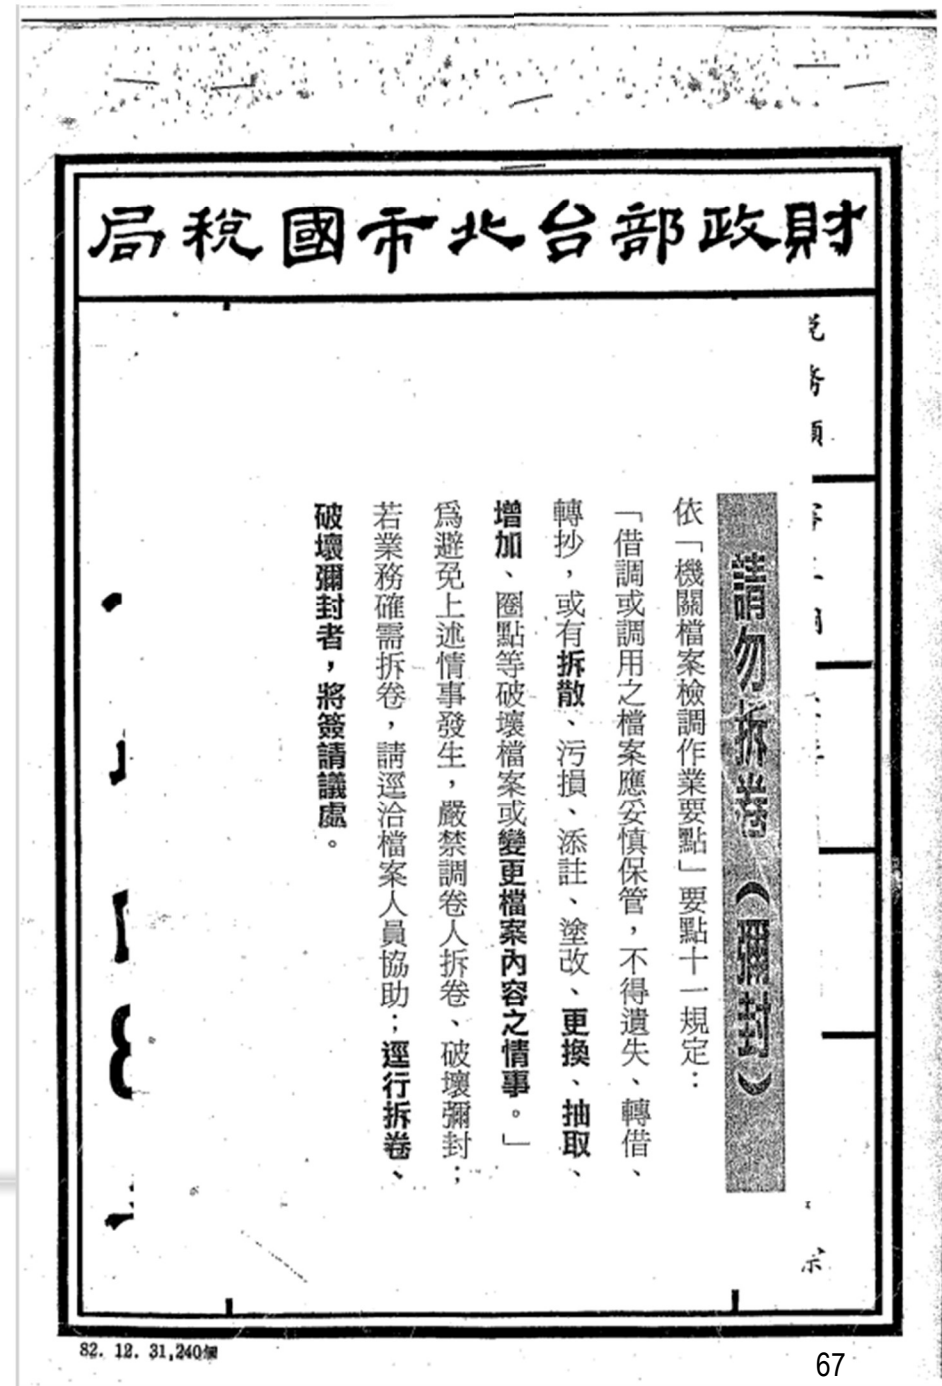 財政部台北市國稅局
請勿拆卷（彌封）
依「機關檔案檢調作業要點」要點十一規定：
「借調或調用之檔案應妥慎保管，不得遺失、轉借、
轉抄，或有拆散、污損、添註、塗改、更換、抽取、
增加、圈點等破壞檔案或變更檔案內容之情事。」
為避免上述情事發生，嚴禁調卷人拆卷、破壞彌封；
若業務確需拆卷，請逕洽檔案人員協助；逕行拆卷、
破壞彌封者，將簽請議處。
82. 12. 31,240個
67